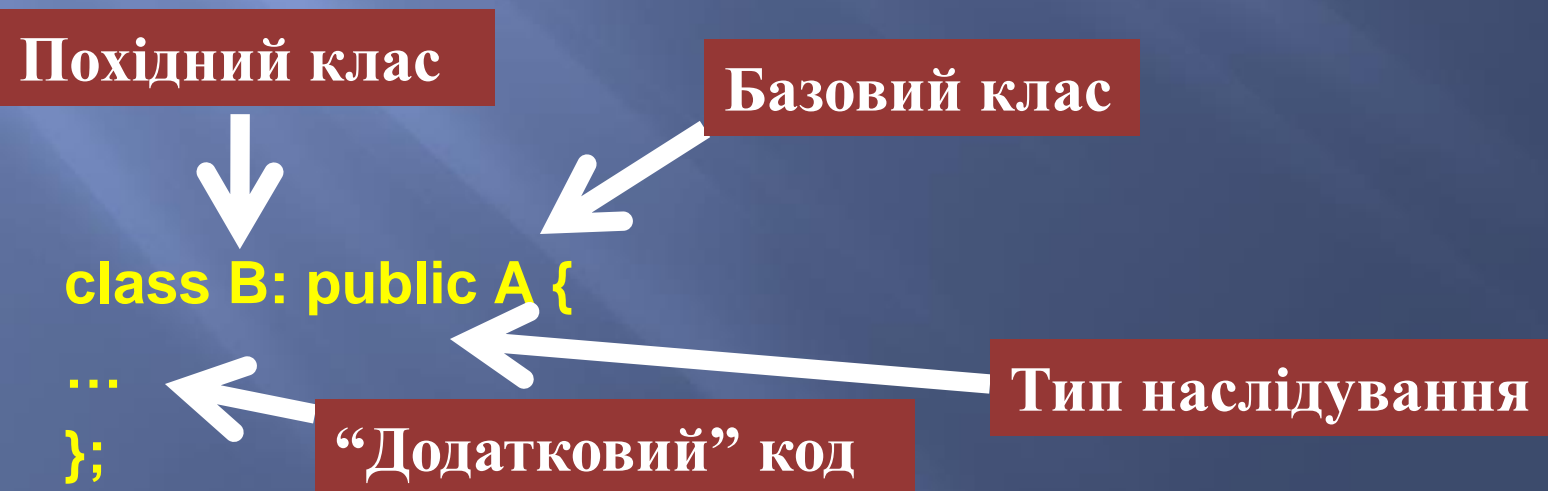 Похідний клас
Базовий клас
class B: public A {
…
Тип наслідування
};
“Додатковий” код